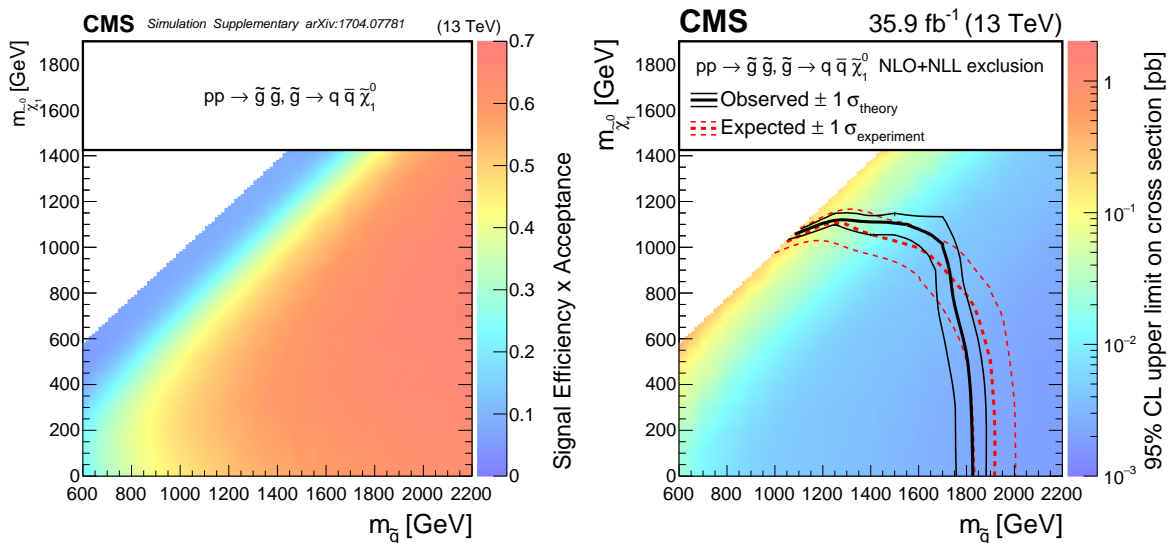 CMS Simulation Supplementary arXiv:1704.07781 (13 TeV)
pp → g̃ g̃, g̃ → q q̅ χ̃₁⁰
m_χ̃₁⁰ [GeV]
1800
1600
1400
1200
1000
800
600
400
200
0
600 800 1000 1200 1400 1600 1800 2000 2200
m_g̃ [GeV]
0.7
0.6
0.5
0.4
0.3
0.2
0.1
0
Signal Efficiency x Acceptance
CMS 35.9 fb⁻¹ (13 TeV)
pp → g̃ g̃, g̃ → q q̅ χ̃₁⁰ NLO+NLL exclusion
Observed ± 1 σ_theory
Expected ± 1 σ_experiment
m_χ̃₁⁰ [GeV]
1800
1600
1400
1200
1000
800
600
400
200
0
600 800 1000 1200 1400 1600 1800 2000 2200
m_g̃ [GeV]
1
10⁻¹
10⁻²
10⁻³
95% CL upper limit on cross section [pb]